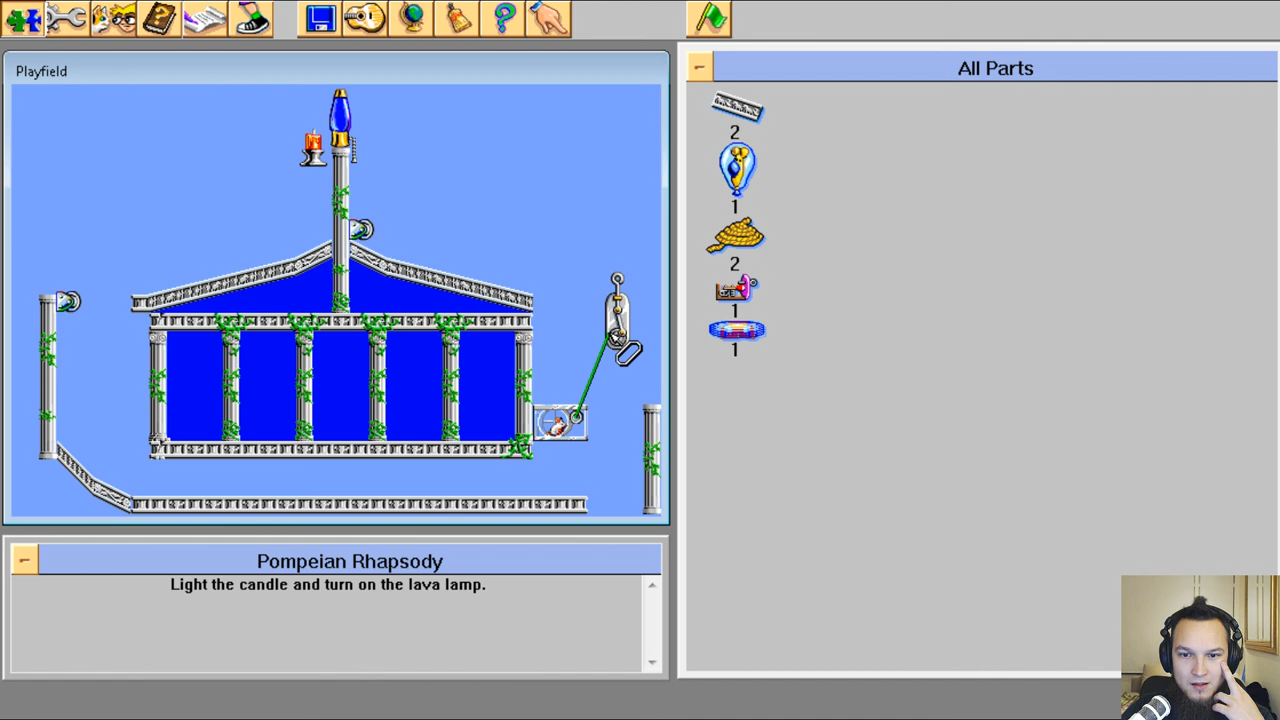 Playfield
All Parts
2
1
2
1
1
Pompeian Rhapsody
Light the candle and turn on the lava lamp.